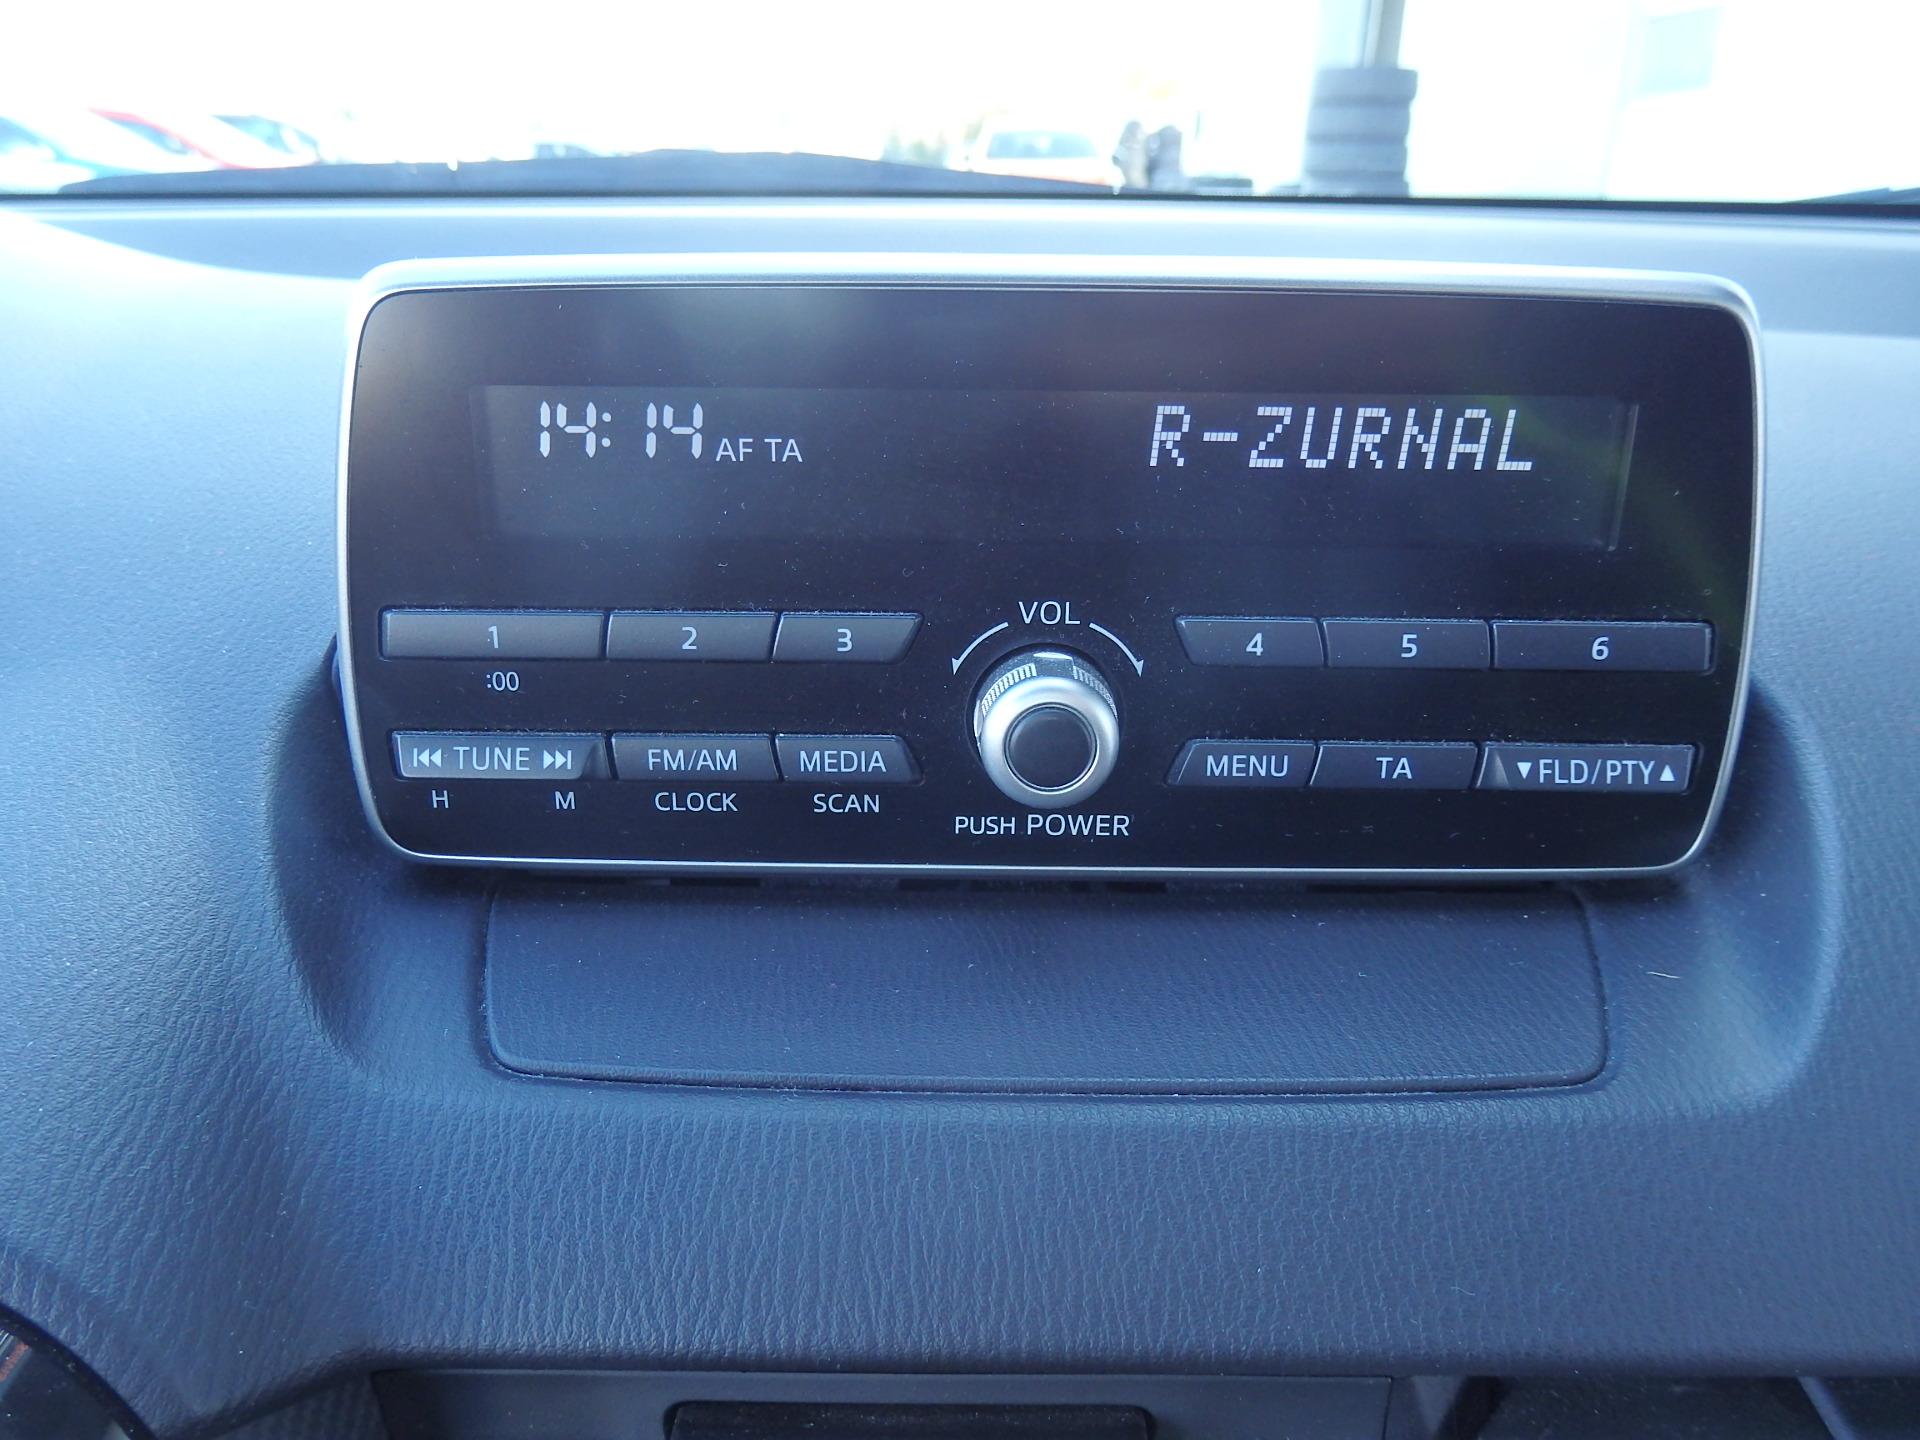 14:14 AF TA R-ZURNAL
VOL
1 2 3 4 5 6
:00
⏮ TUNE ⏭ FM/AM MEDIA MENU TA ▼FLD/PTY▲
H M CLOCK SCAN
PUSH POWER